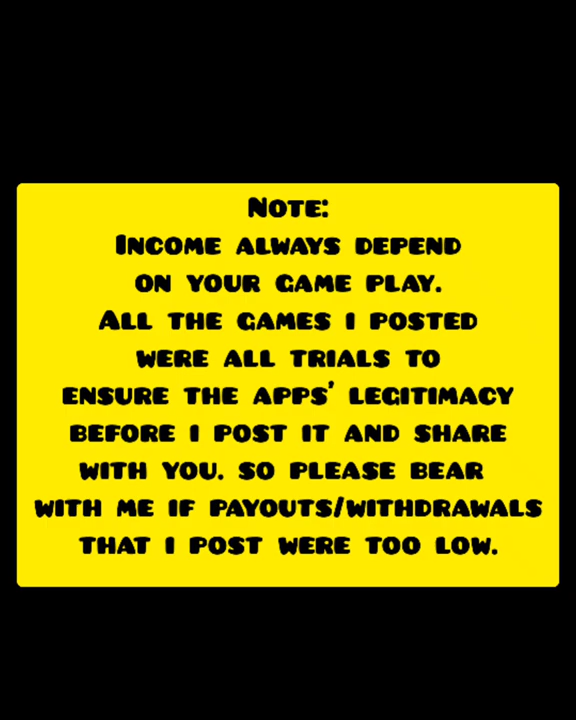 Note:
Income always depend
on your game play.
All the games I posted
were all trials to
ensure the apps' legitimacy
before I post it and share
with you. so please bear
with me if payouts/withdrawals
that I post were too low.